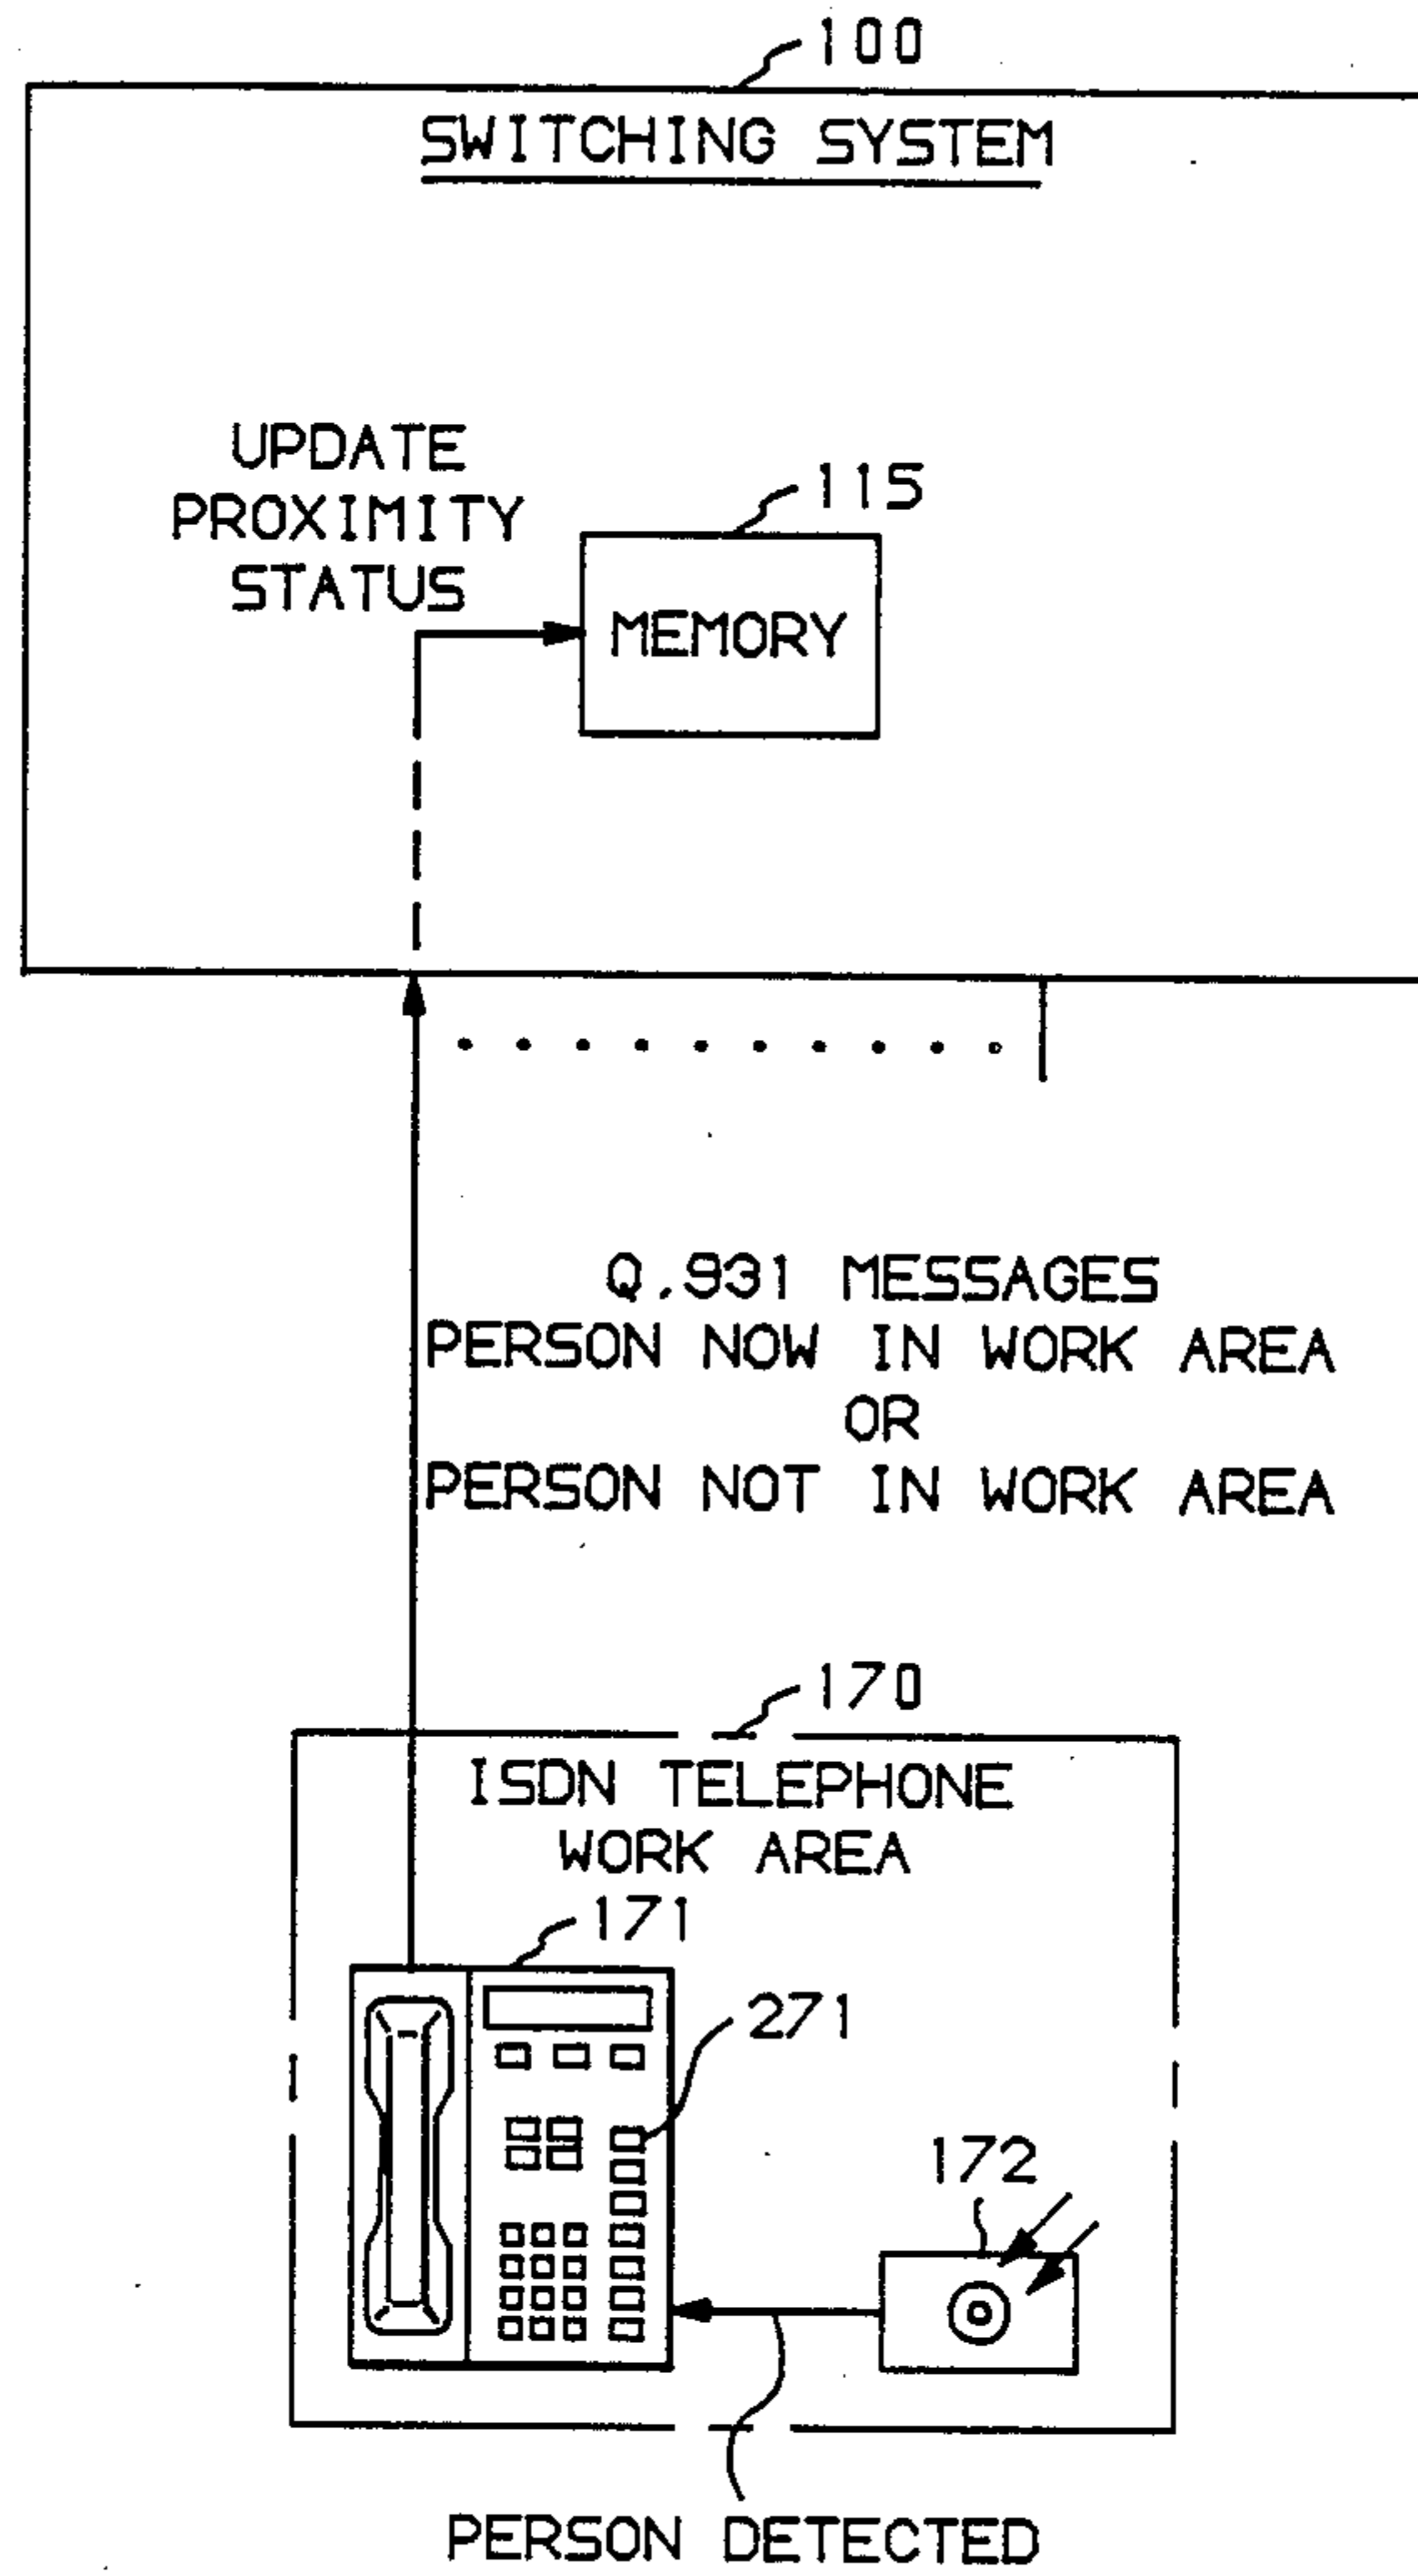 100
SWITCHING SYSTEM
UPDATE
PROXIMITY
STATUS
115
MEMORY
Q.931 MESSAGES
PERSON NOW IN WORK AREA
OR
PERSON NOT IN WORK AREA
170
ISDN TELEPHONE
WORK AREA
171
271
172
PERSON DETECTED